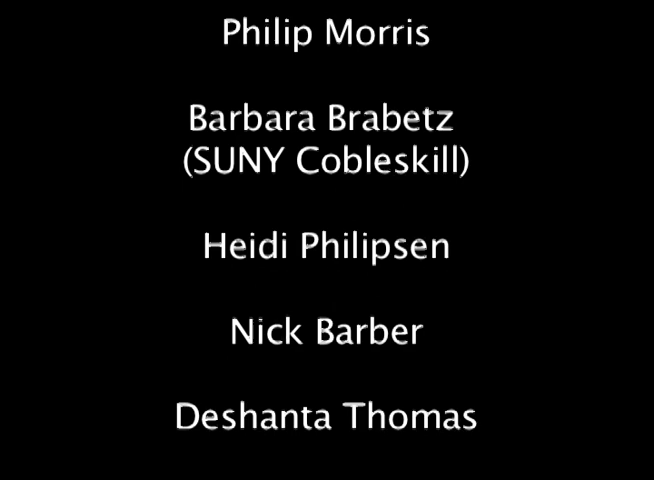 Philip Morris
Barbara Brabetz
(SUNY Cobleskill)
Heidi Philipsen
Nick Barber
Deshanta Thomas